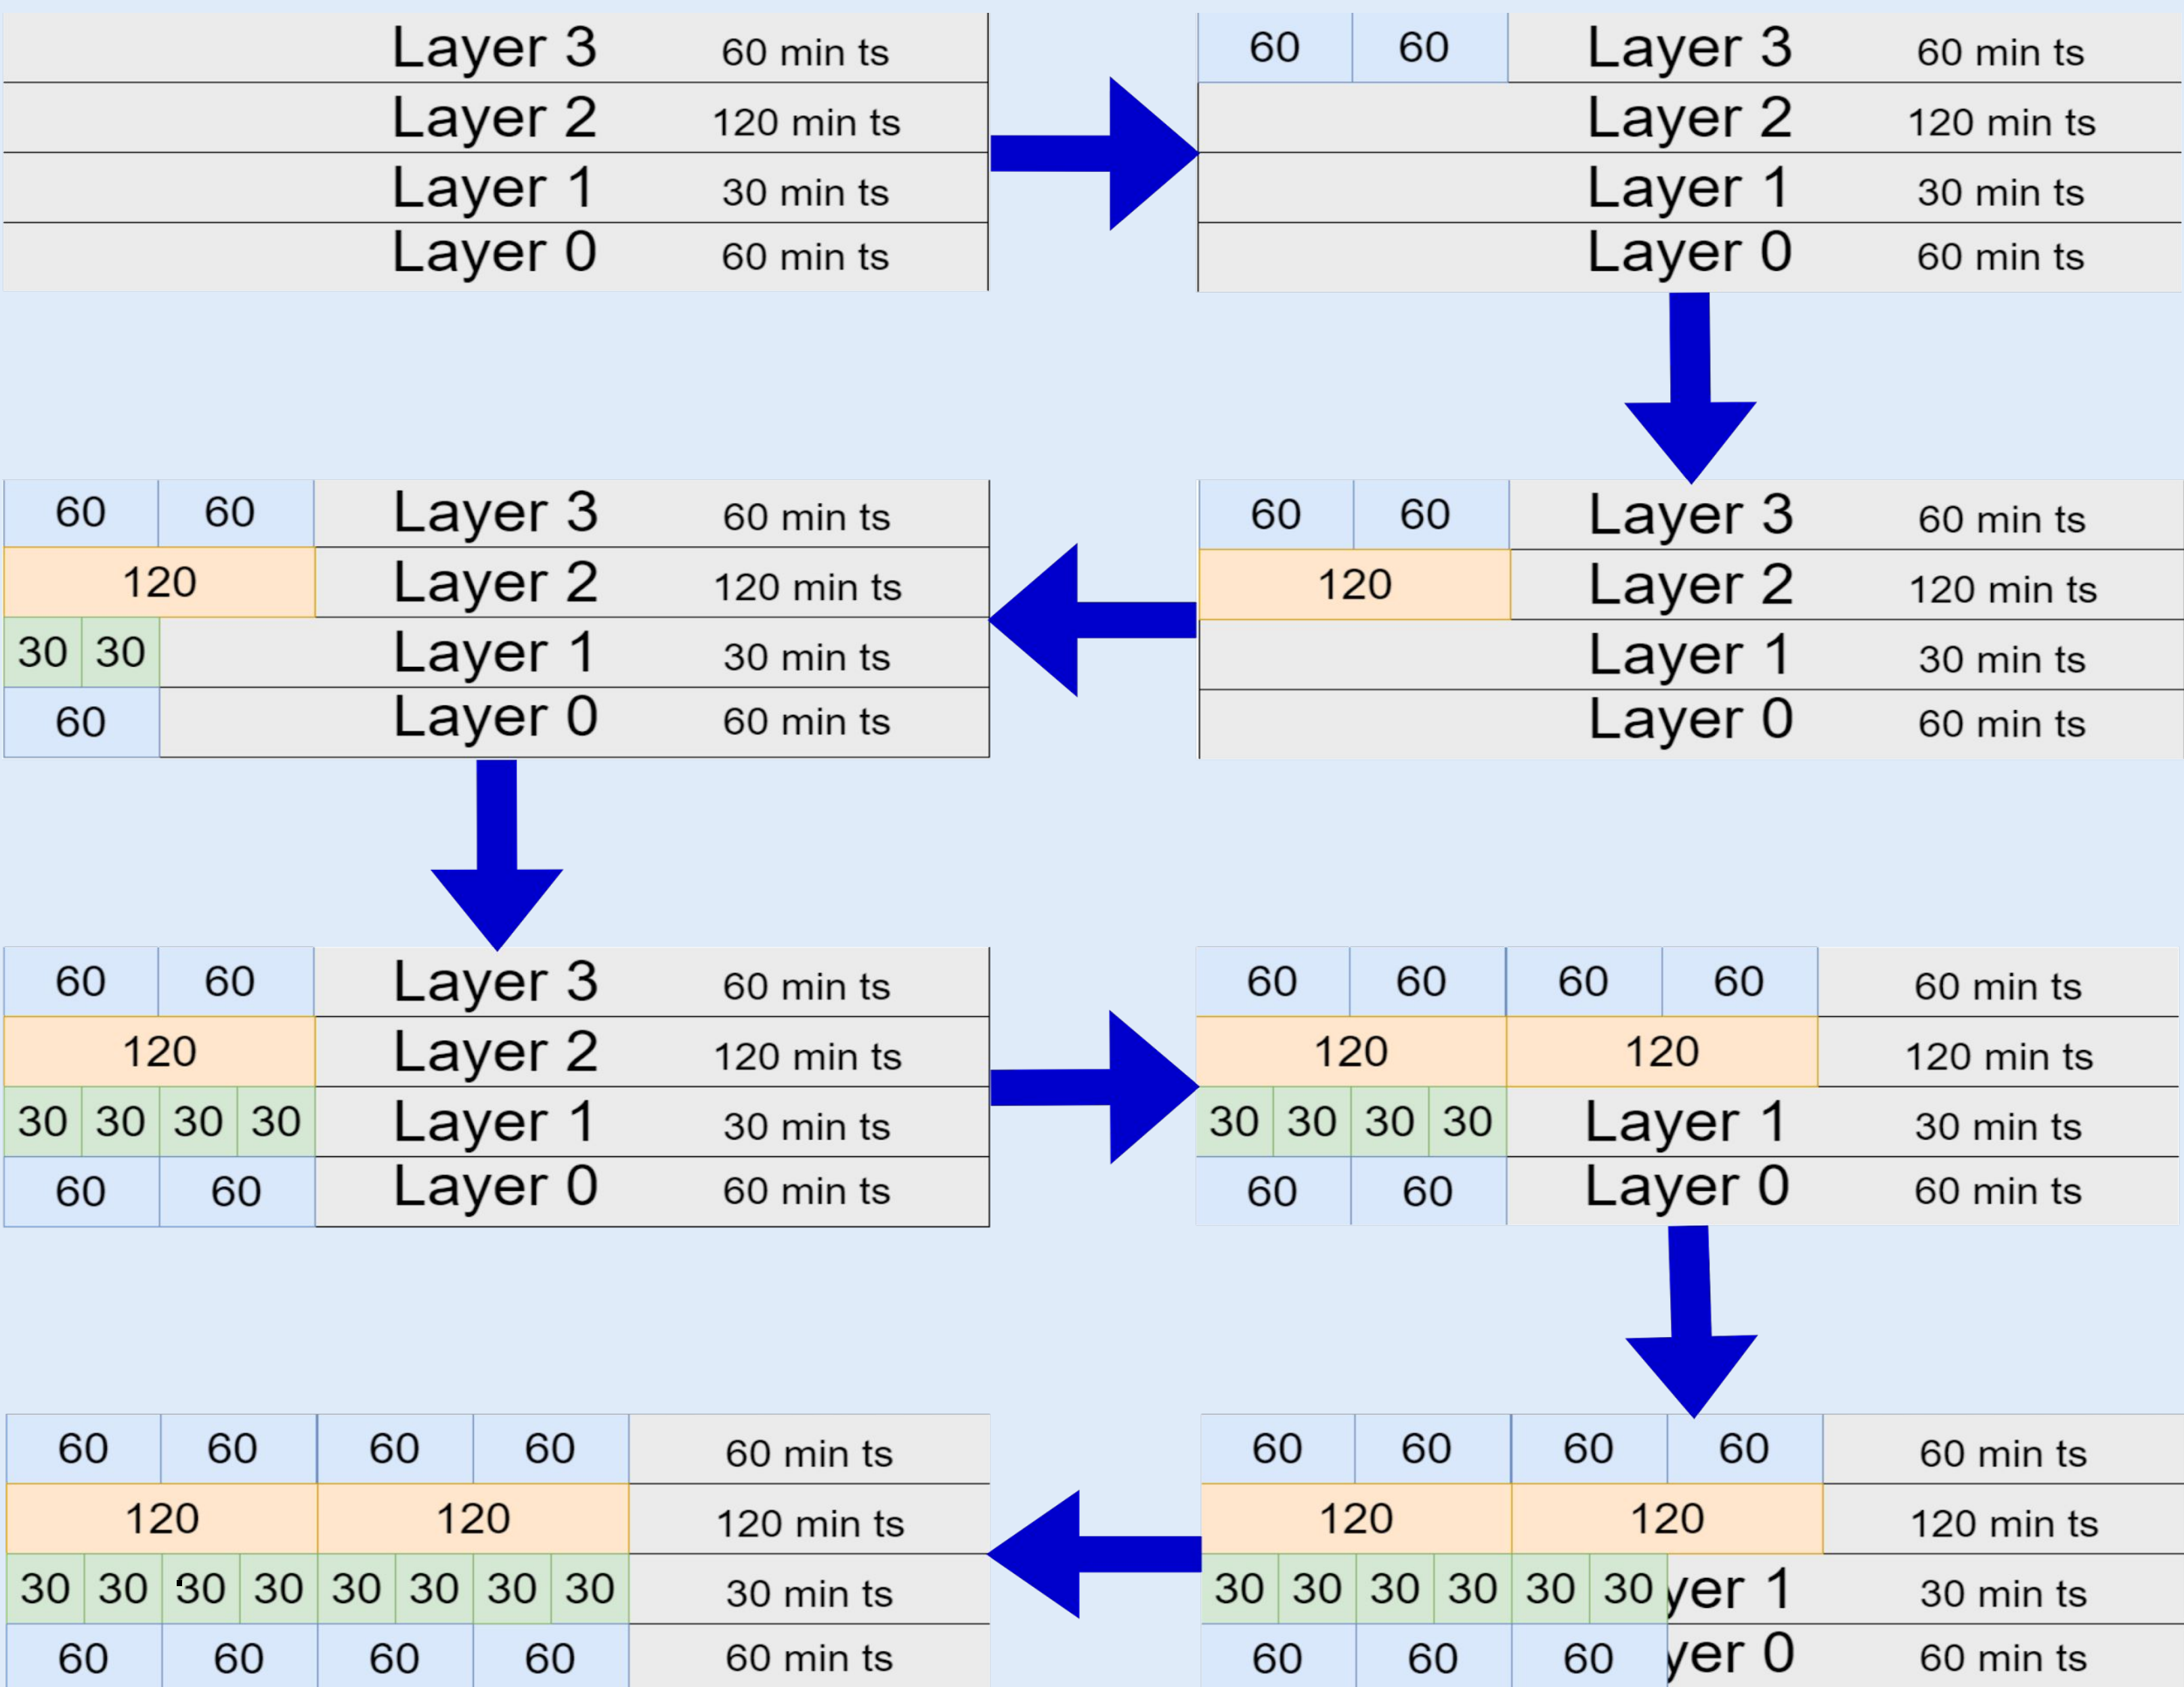 Layer 3 60 min ts
Layer 2 120 min ts
Layer 1 30 min ts
Layer 0 60 min ts
60 60 Layer 3 60 min ts
Layer 2 120 min ts
Layer 1 30 min ts
Layer 0 60 min ts
60 60 Layer 3 60 min ts
120 Layer 2 120 min ts
Layer 1 30 min ts
Layer 0 60 min ts
60 60 Layer 3 60 min ts
120 Layer 2 120 min ts
30 30 Layer 1 30 min ts
60 Layer 0 60 min ts
60 60 Layer 3 60 min ts
120 Layer 2 120 min ts
30 30 30 30 Layer 1 30 min ts
60 60 Layer 0 60 min ts
60 60 60 60 60 min ts
120 120 120 min ts
30 30 30 30 Layer 1 30 min ts
60 60 Layer 0 60 min ts
60 60 60 60 60 min ts
120 120 120 min ts
30 30 30 30 30 30 yer 1 30 min ts
60 60 60 yer 0 60 min ts
60 60 60 60 60 min ts
120 120 120 min ts
30 30 30 30 30 30 30 30 30 min ts
60 60 60 60 60 min ts